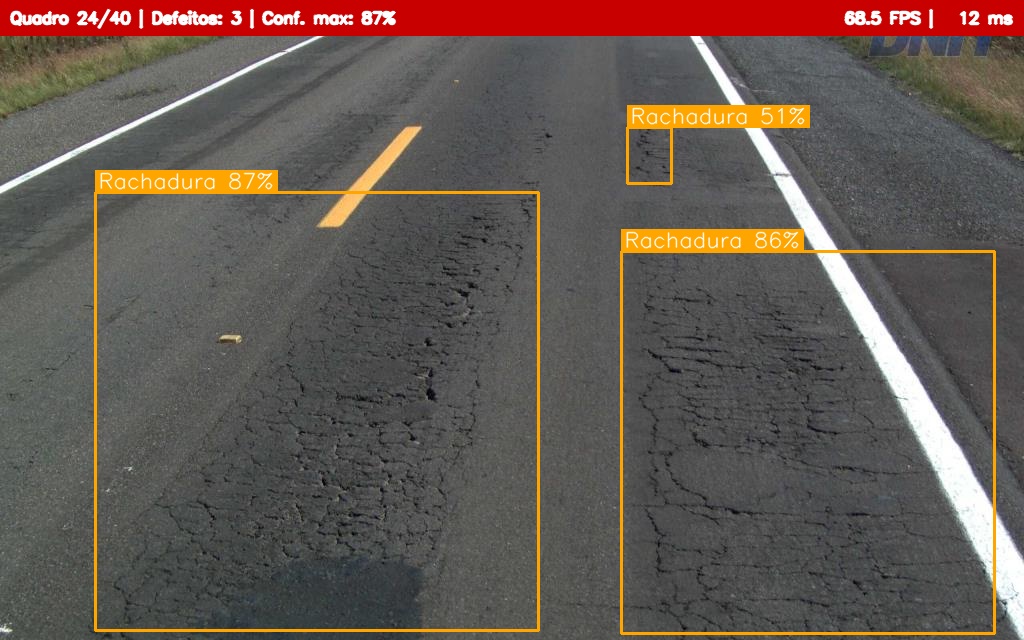 Quadro 24/40 | Defeitos: 3 | Conf. max: 87%
68.5 FPS | 12 ms
DNIT
Rachadura 51%
Rachadura 87%
Rachadura 86%